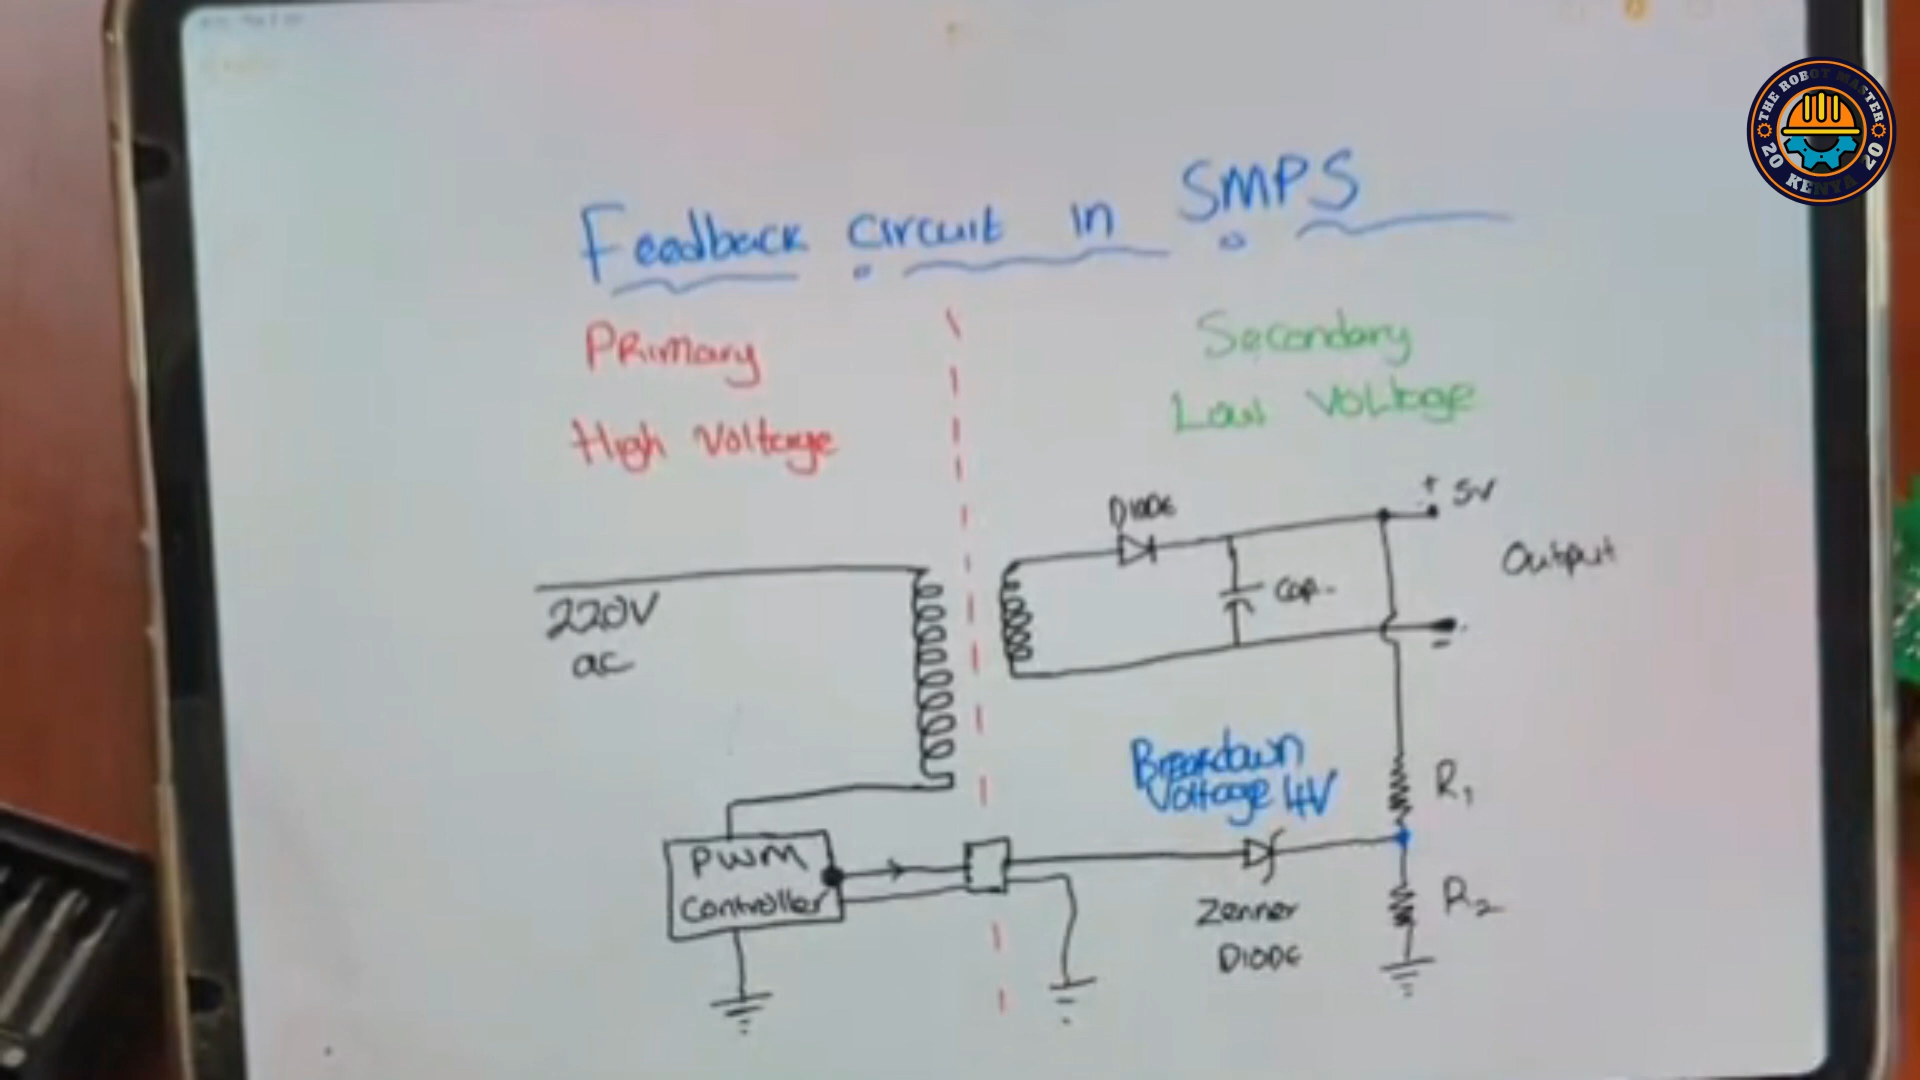 THE ROBOT MASTER
20 20
KENYA
Feedback circuit in SMPS
PRimary
High Voltage
Secondary
Low Voltage
DIODE
+ 5V
Output
Cap.
-
220V
ac
Breakdown
Voltage 4V
R1
PWM
Controller
R2
Zenner
DIODE